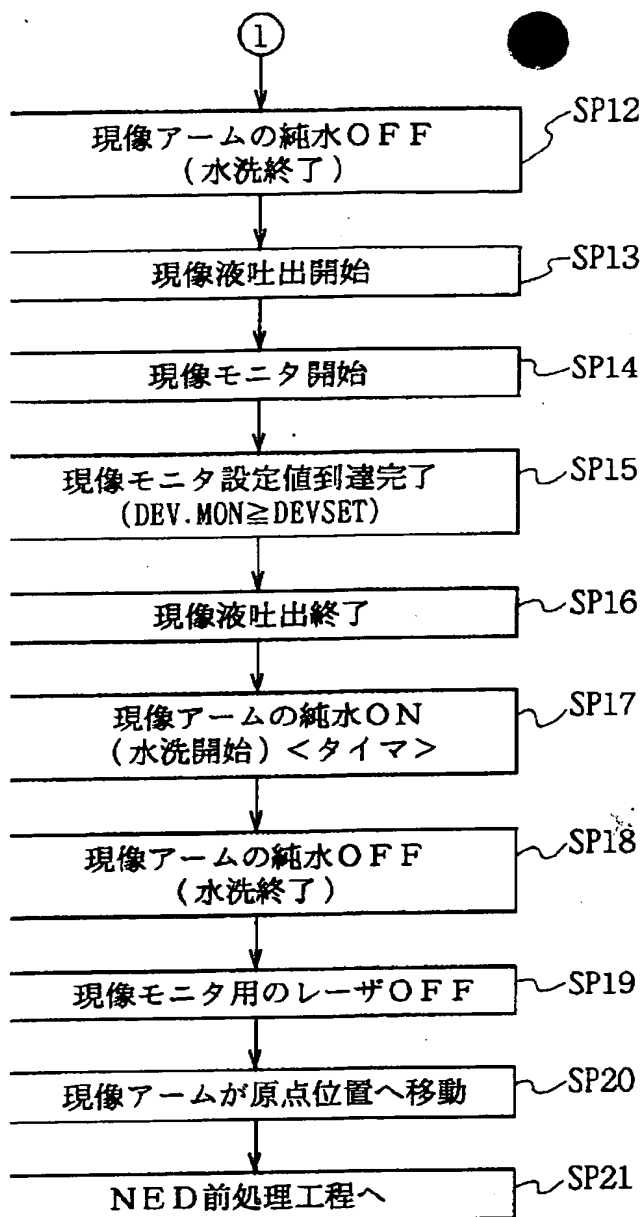 1
現像アームの純水OFF SP12
(水洗終了)
現像液吐出開始 SP13
現像モニタ開始 SP14
現像モニタ設定値到達完了 SP15
(DEV.MON≧DEVSET)
現像液吐出終了 SP16
現像アームの純水ON SP17
(水洗開始)<タイマ>
現像アームの純水OFF SP18
(水洗終了)
現像モニタ用のレーザOFF SP19
現像アームが原点位置へ移動 SP20
NED前処理工程へ SP21